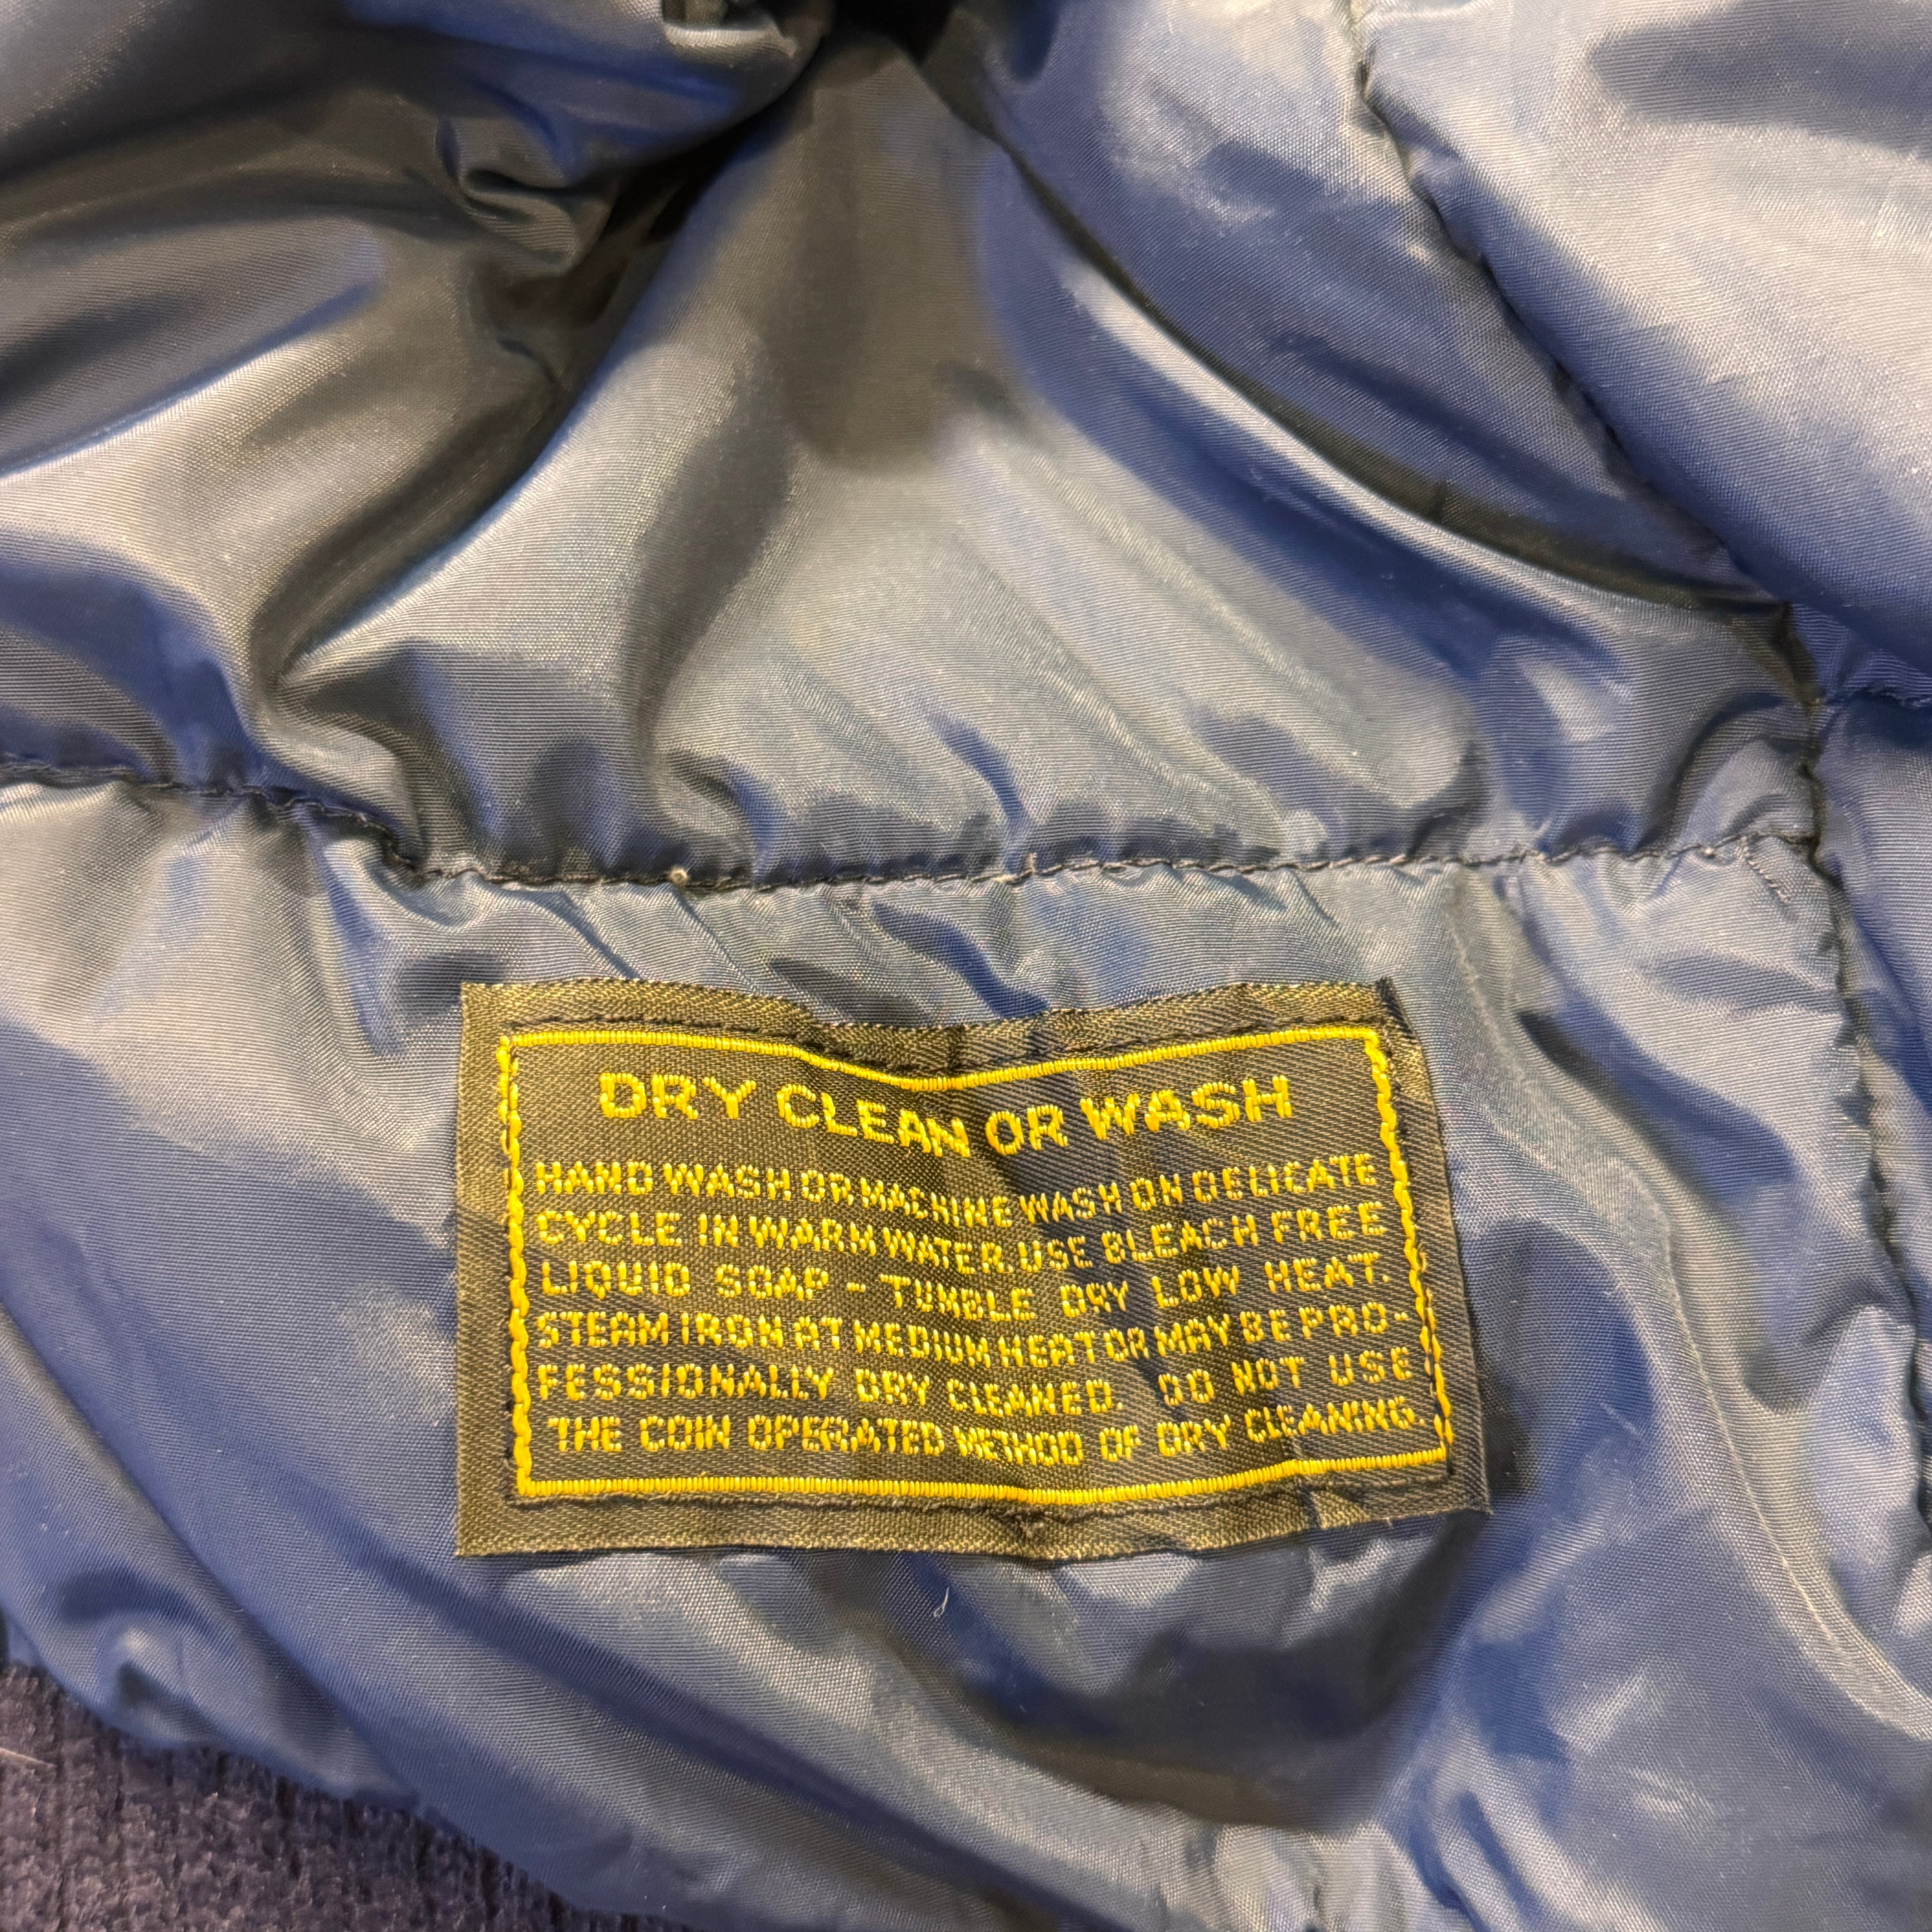 DRY CLEAN OR WASH
HAND WASH OR MACHINE WASH ON DELICATE
CYCLE IN WARM WATER. USE BLEACH FREE
LIQUID SOAP - TUMBLE DRY LOW HEAT.
STEAM IRON AT MEDIUM HEAT OR MAY BE PRO-
FESSIONALLY DRY CLEANED. DO NOT USE
THE COIN OPERATED METHOD OF DRY CLEANING.